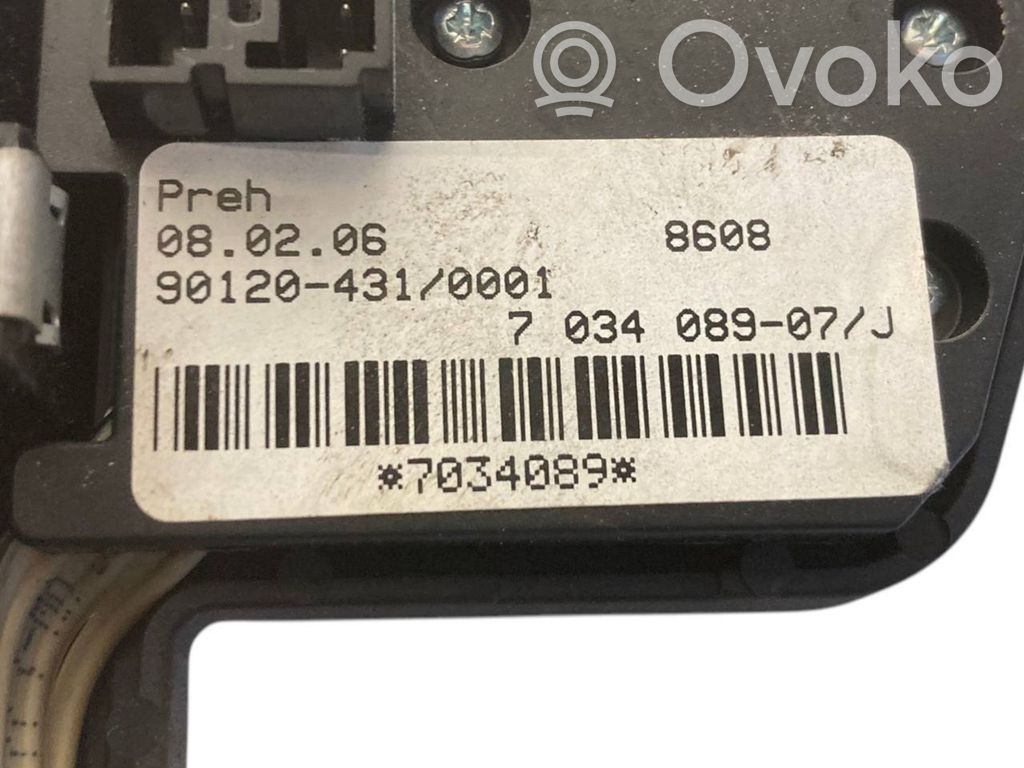 Ovoko
Preh
08.02.06 8608
90120-431/0001
7 034 089-07/J
*7034089*